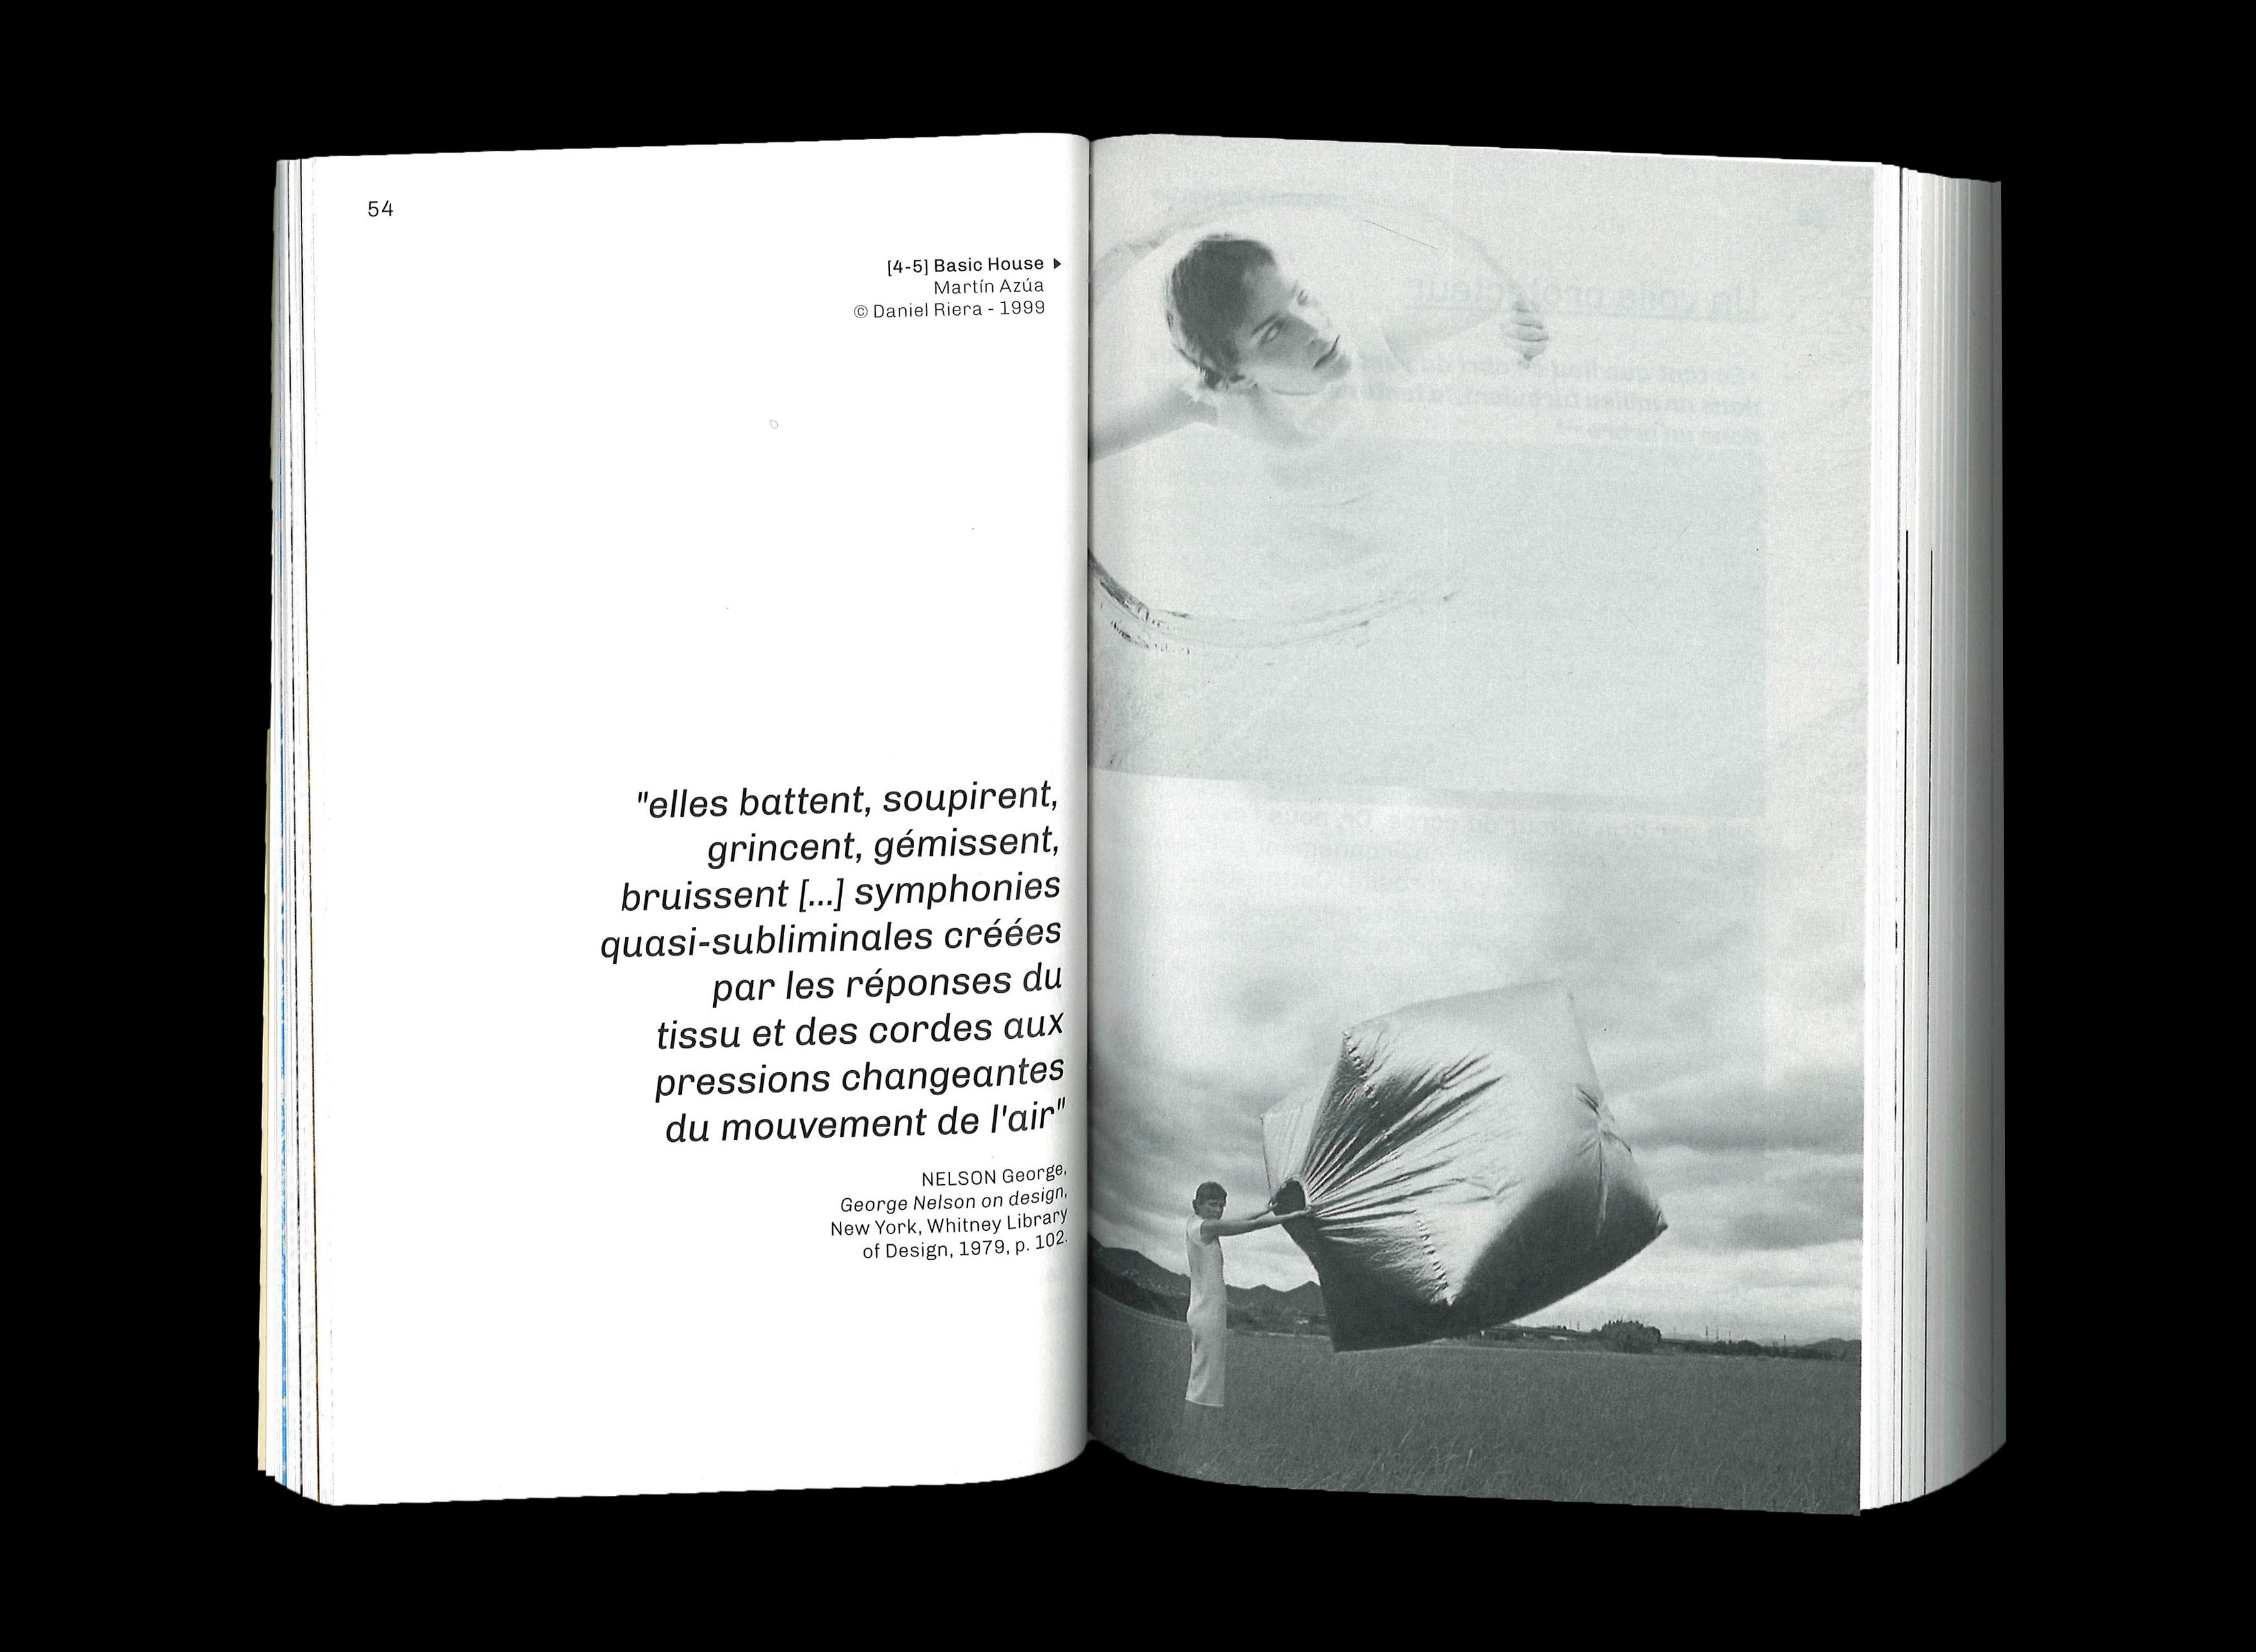 54
[4-5] Basic House ▶
Martín Azúa
© Daniel Riera - 1999
"elles battent, soupirent,
grincent, gémissent,
bruissent [...] symphonies
quasi-subliminales créées
par les réponses du
tissu et des cordes aux
pressions changeantes
du mouvement de l'air"
NELSON George,
George Nelson on design,
New York, Whitney Library
of Design, 1979, p. 102.